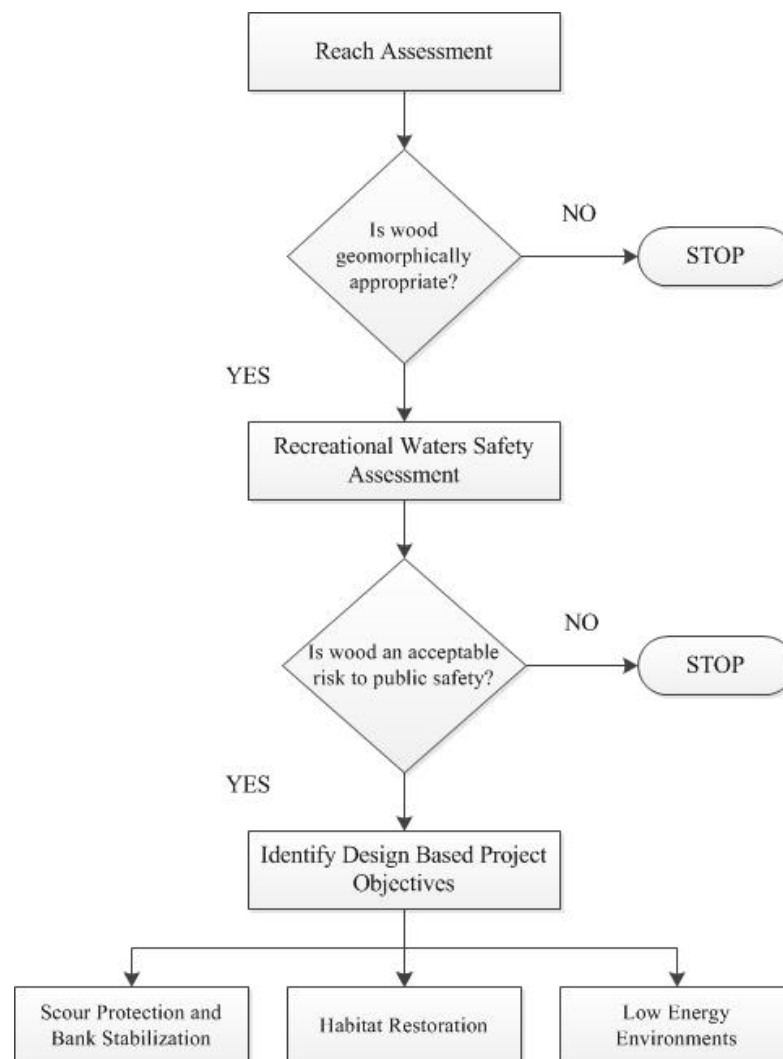 Reach Assessment
Is wood
geomorphically
appropriate?
NO
STOP
YES
Recreational Waters Safety
Assessment
Is wood an acceptable
risk to public safety?
NO
STOP
YES
Identify Design Based Project
Objectives
Scour Protection and
Bank Stabilization
Habitat Restoration
Low Energy
Environments